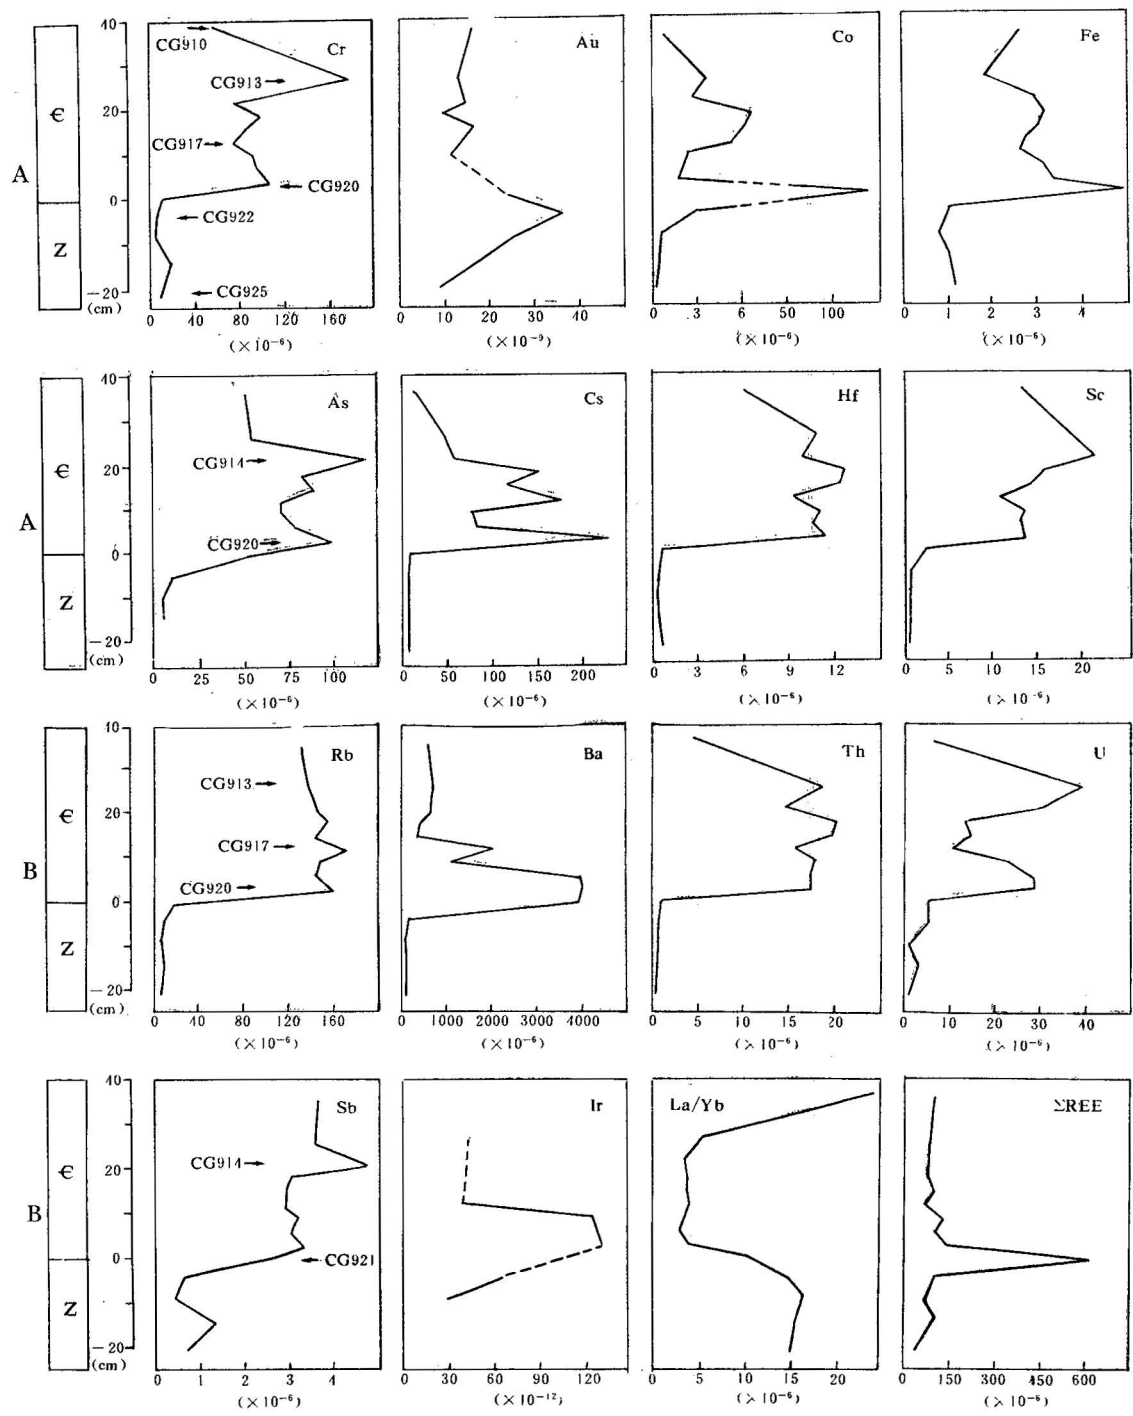 40
CG910
Cr
CG913
Є
20
CG917
A
CG920
0
CG922
Z
CG925
−20
(cm)
0 40 80 120 160
(×10⁻⁶)
Au
0 10 20 30 40
(×10⁻⁹)
Co
0 3 6 50 100
(×10⁻⁶)
Fe
0 1 2 3 4
(×10⁻⁶)
40
As
CG914
Є
20
A
CG920
0
Z
−20
(cm)
0 25 50 75 100
(×10⁻⁶)
Cs
0 50 100 150 200
(×10⁻⁶)
Hf
0 3 6 9 12
(×10⁻⁶)
Sc
0 5 10 15 20
(×10⁻⁶)
40
Rb
CG913
Є
20
CG917
B
CG920
0
Z
−20
(cm)
0 40 80 120 160
(×10⁻⁶)
Ba
0 1000 2000 3000 4000
(×10⁻⁶)
Th
0 5 10 15 20
(×10⁻⁶)
U
0 10 20 30 40
(×10⁻⁶)
40
Sb
CG914
Є
20
B
0
CG921
Z
−20
(cm)
0 1 2 3 4
(×10⁻⁶)
Ir
30 60 90 120
(×10⁻¹²)
La/Yb
0 5 10 15 20
(×10⁻⁶)
ΣREE
0 150 300 450 600
(×10⁻⁶)